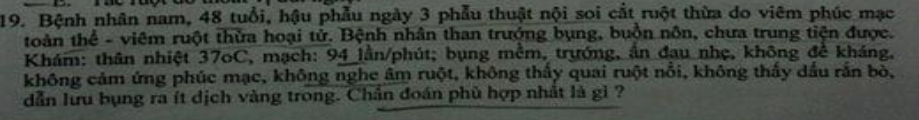 19. Bệnh nhân nam, 48 tuổi, hậu phẫu ngày 3 phẫu thuật nội soi cắt ruột thừa do viêm phúc mạc
toàn thể - viêm ruột thừa hoại tử. Bệnh nhân than trướng bụng, buồn nôn, chưa trung tiện được.
Khám: thân nhiệt 37oC, mạch: 94 lần/phút; bụng mềm, trướng, ấn đau nhẹ, không đề kháng,
không cảm ứng phúc mạc, không nghe âm ruột, không thấy quai ruột nổi, không thấy dấu rắn bò,
dẫn lưu bụng ra ít dịch vàng trong. Chẩn đoán phù hợp nhất là gì ?